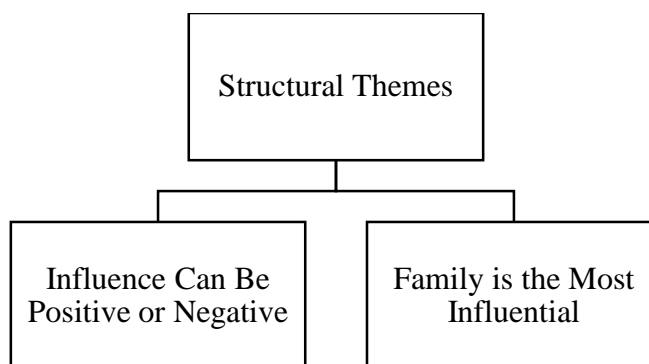 Structural Themes
Influence Can Be
Positive or Negative
Family is the Most
Influential